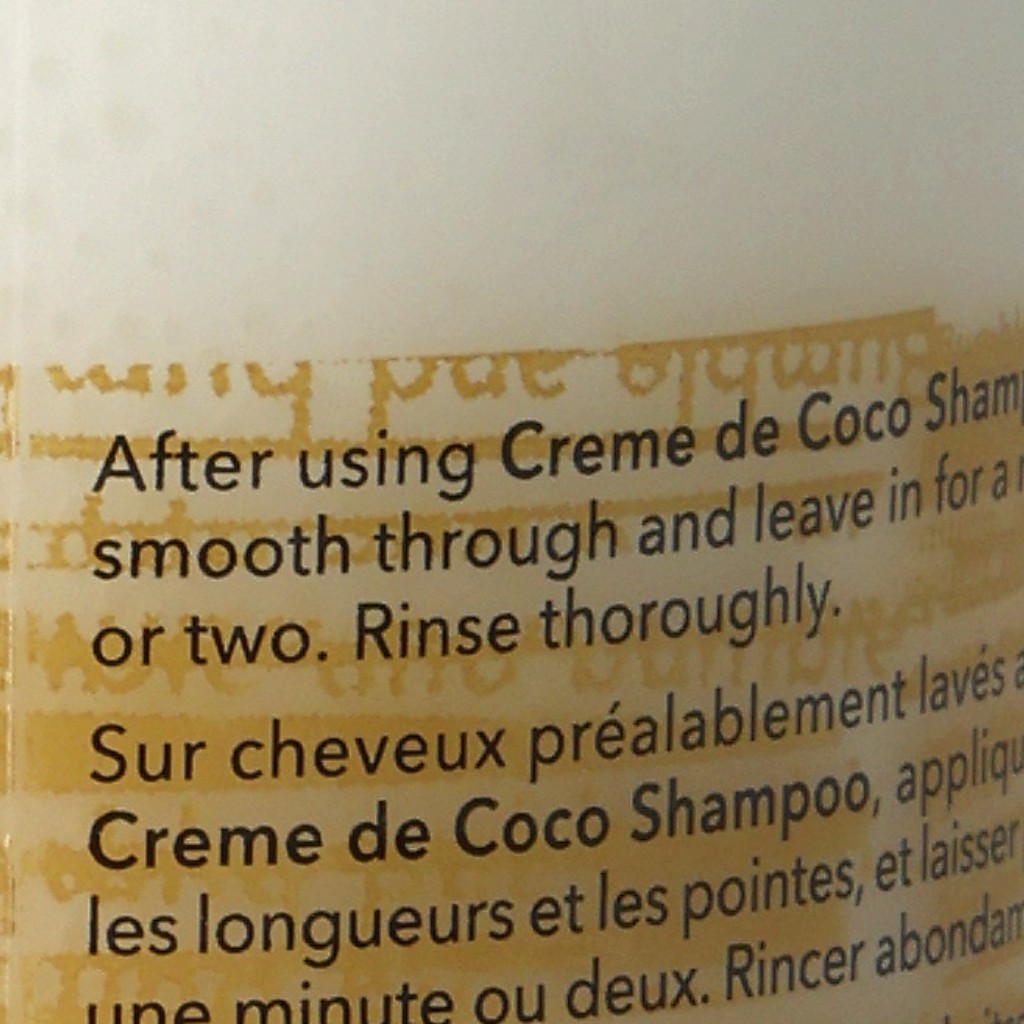 After using Creme de Coco Shamp
smooth through and leave in for a
or two. Rinse thoroughly.
Sur cheveux préalablement lavés
Creme de Coco Shampoo, appliqu
les longueurs et les pointes, et laisser
une minute ou deux. Rincer abondam